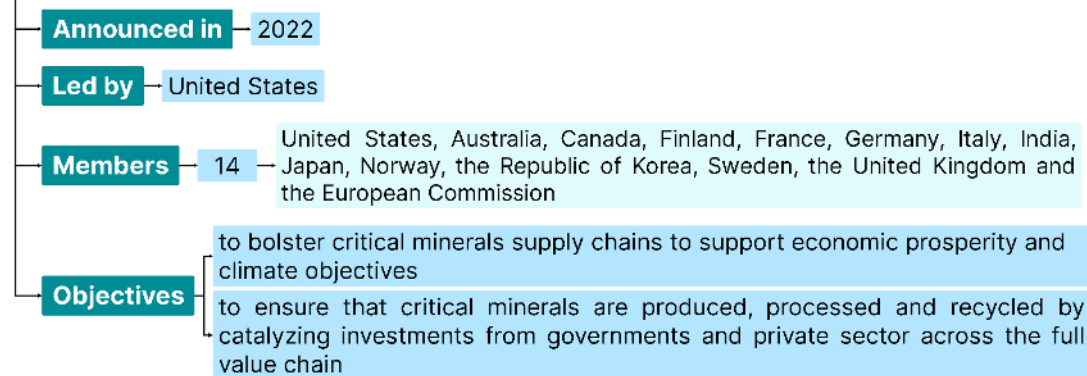 Announced in
2022
Led by
United States
Members
14
United States, Australia, Canada, Finland, France, Germany, Italy, India,
Japan, Norway, the Republic of Korea, Sweden, the United Kingdom and
the European Commission
Objectives
to bolster critical minerals supply chains to support economic prosperity and
climate objectives
to ensure that critical minerals are produced, processed and recycled by
catalyzing investments from governments and private sector across the full
value chain